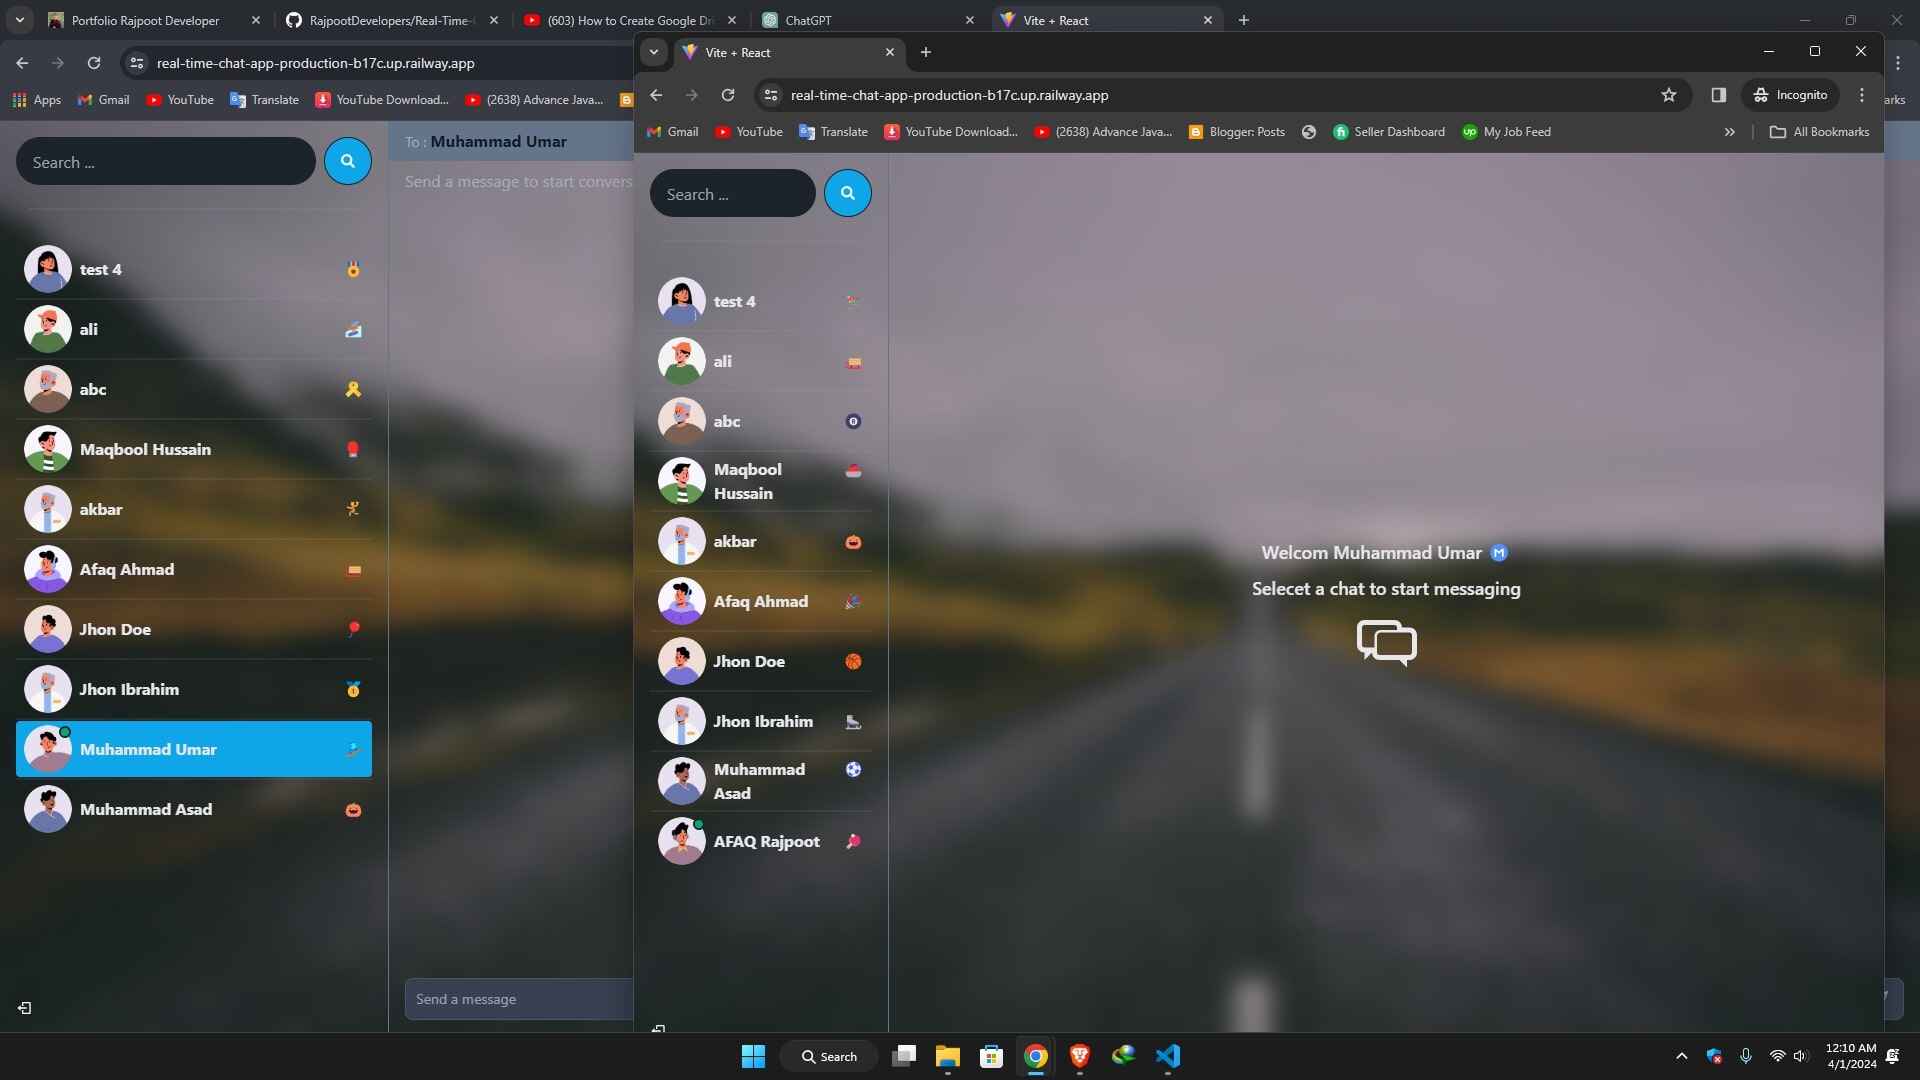 Portfolio Rajpoot Developer
RajpootDevelopers/Real-Time-
(603) How to Create Google Dri
ChatGPT
Vite + React
real-time-chat-app-production-b17c.up.railway.app
Apps
Gmail
YouTube
Translate
YouTube Download...
(2638) Advance Java...
arks
Search ...
test 4
ali
abc
Maqbool Hussain
akbar
Afaq Ahmad
Jhon Doe
Jhon Ibrahim
Muhammad Umar
Muhammad Asad
To : Muhammad Umar
Send a message to start convers
Send a message
Vite + React
real-time-chat-app-production-b17c.up.railway.app
Incognito
Gmail
YouTube
Translate
YouTube Download...
(2638) Advance Java...
Blogger: Posts
Seller Dashboard
up
My Job Feed
All Bookmarks
Search ...
test 4
ali
abc
Maqbool
Hussain
akbar
Afaq Ahmad
Jhon Doe
Jhon Ibrahim
Muhammad
Asad
AFAQ Rajpoot
Welcom Muhammad Umar Ⓜ
Selecet a chat to start messaging
Search
12:10 AM
4/1/2024